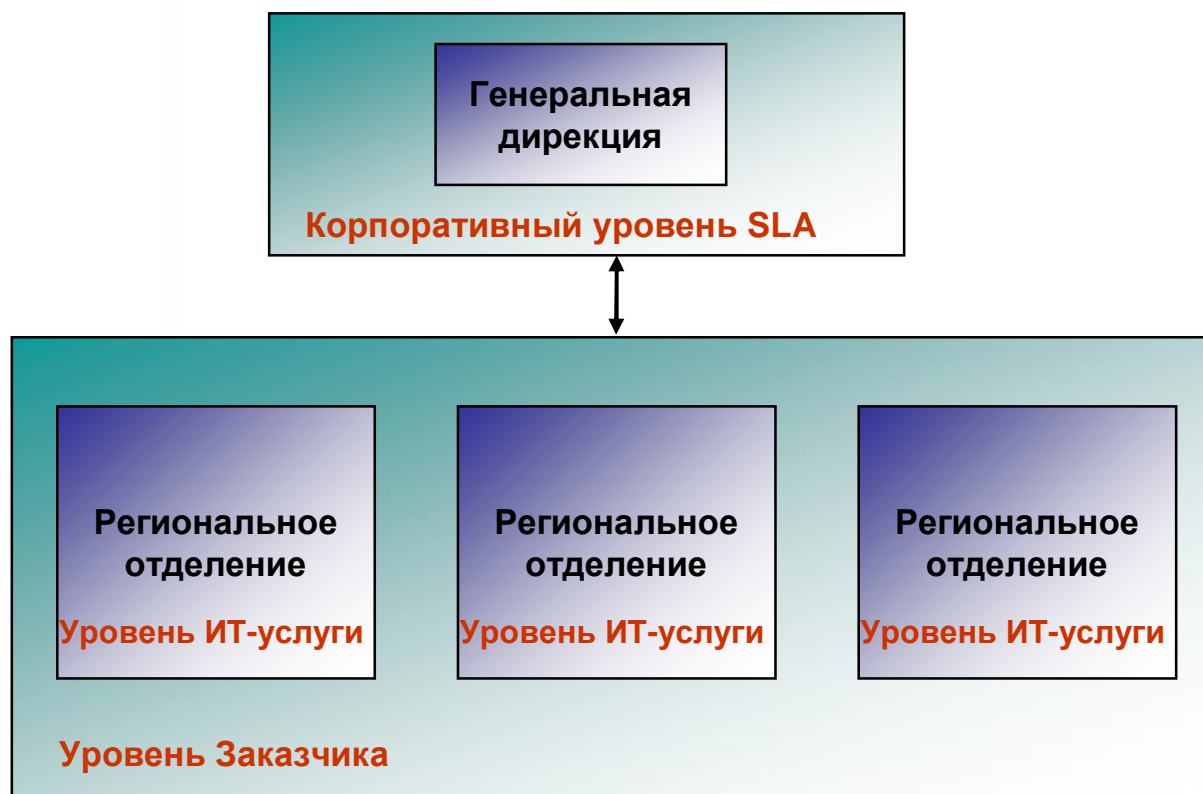 Генеральная
дирекция
Корпоративный уровень SLA
Региональное
отделение
Уровень ИТ-услуги
Региональное
отделение
Уровень ИТ-услуги
Региональное
отделение
Уровень ИТ-услуги
Уровень Заказчика